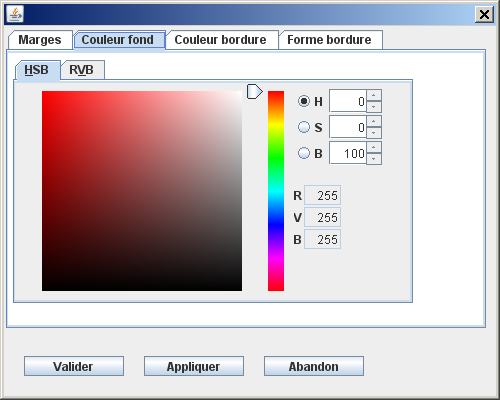 Marges Couleur fond Couleur bordure Forme bordure
HSB RVB
H 0
S 0
B 100
R 255
V 255
B 255
Valider Appliquer Abandon